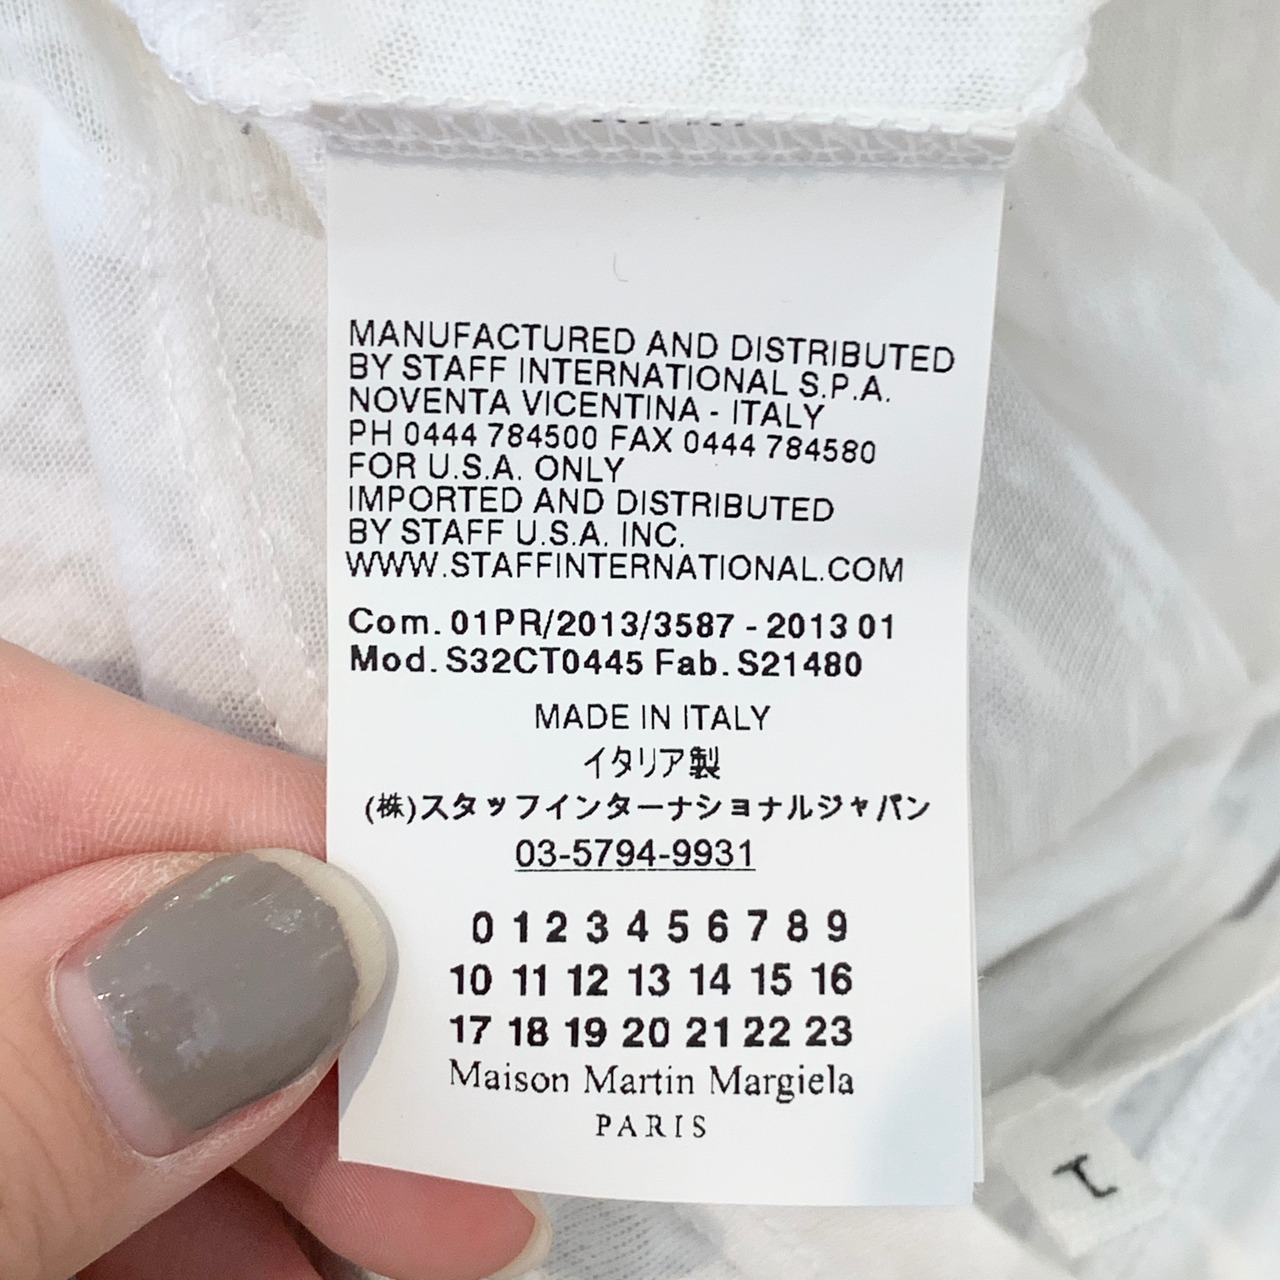 MANUFACTURED AND DISTRIBUTED
BY STAFF INTERNATIONAL S.P.A.
NOVENTA VICENTINA - ITALY
PH 0444 784500 FAX 0444 784580
FOR U.S.A. ONLY
IMPORTED AND DISTRIBUTED
BY STAFF U.S.A. INC.
WWW.STAFFINTERNATIONAL.COM
Com. 01PR/2013/3587 - 2013 01
Mod. S32CT0445 Fab. S21480
MADE IN ITALY
イタリア製
(株)スタッフインターナショナルジャパン
03-5794-9931
0 1 2 3 4 5 6 7 8 9
10 11 12 13 14 15 16
17 18 19 20 21 22 23
Maison Martin Margiela
PARIS